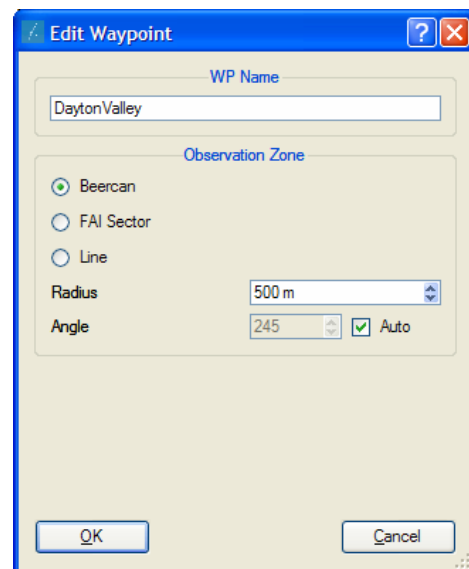 Edit Waypoint
WP Name
DaytonValley
Observation Zone
Beercan
FAI Sector
Line
Radius 500 m
Angle 245 Auto
OK Cancel